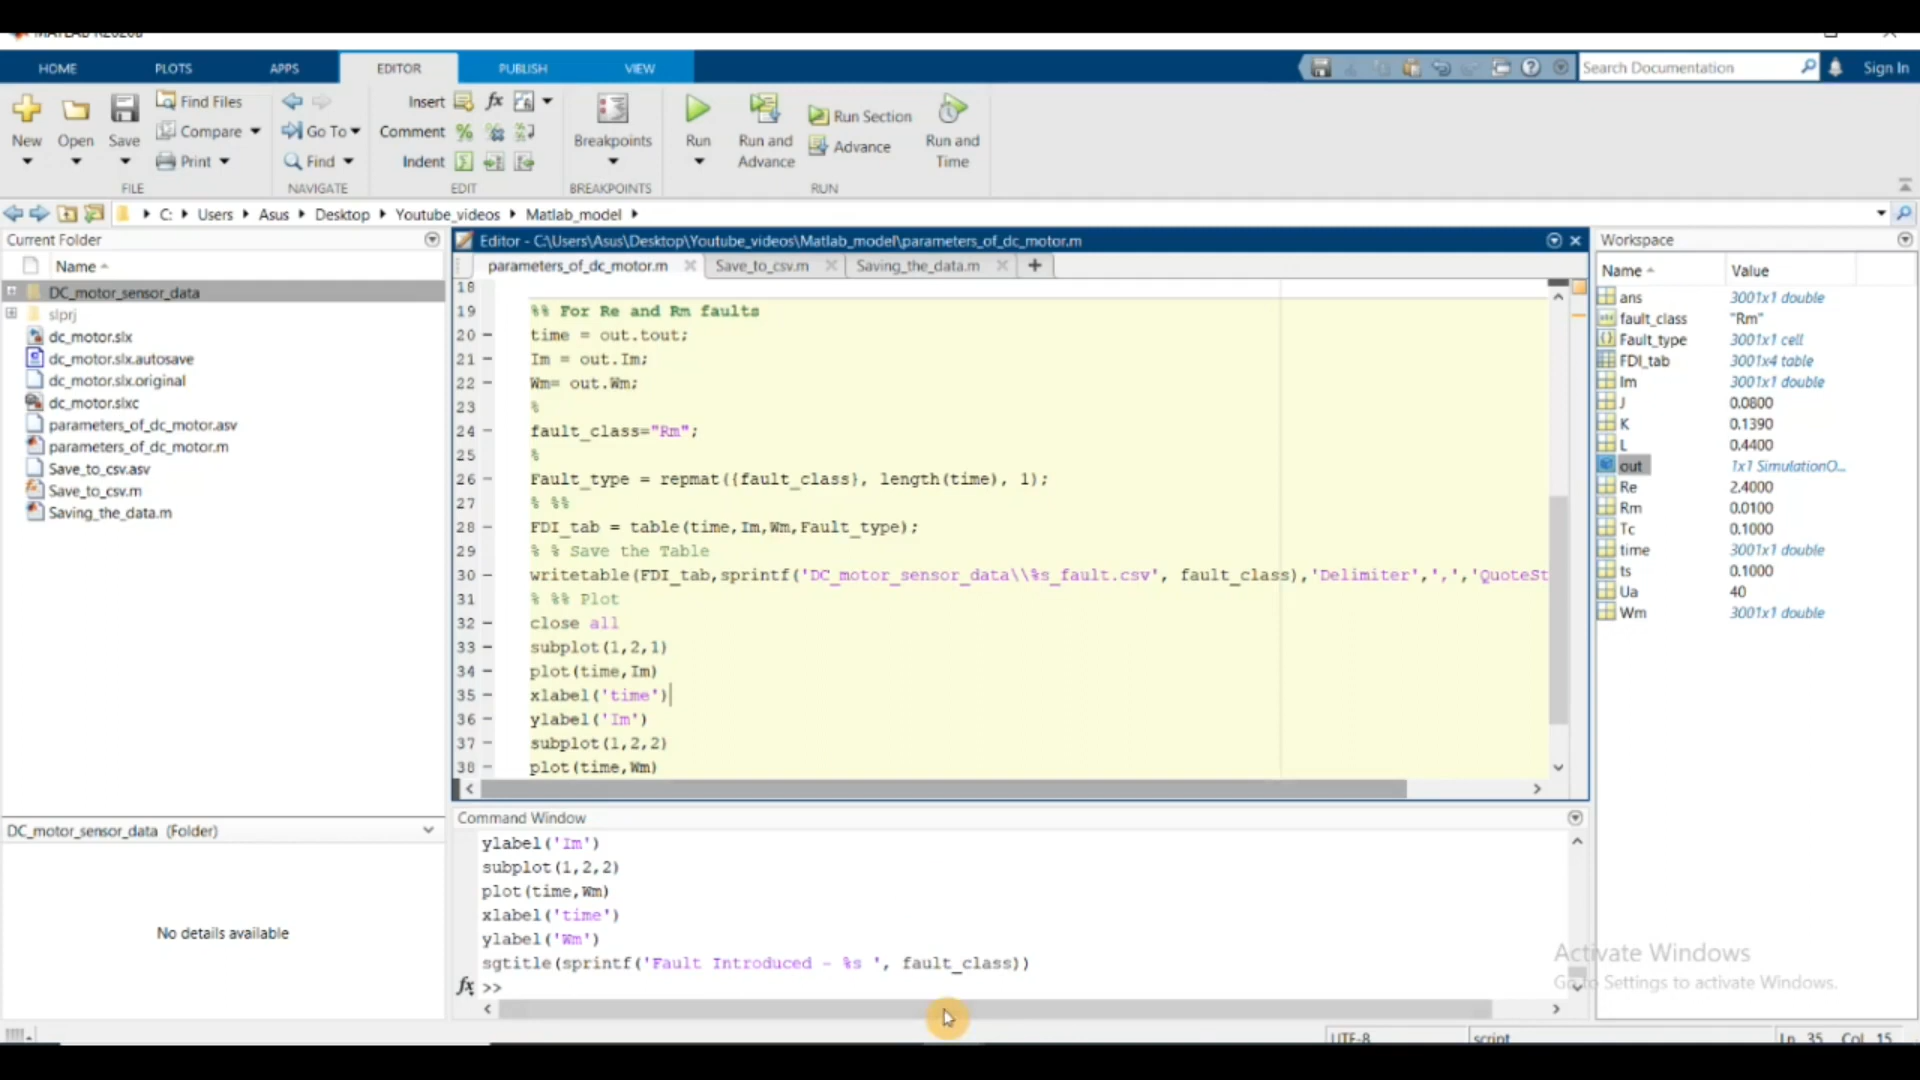 HOME PLOTS APPS EDITOR PUBLISH VIEW Search Documentation Sign In
New Open Save Find Files Compare Print
Go To Find
Insert fx
Comment
Indent
Breakpoints
Run Run and Advance Run Section Advance Run and Time
FILE NAVIGATE EDIT BREAKPOINTS RUN
C: Users Asus Desktop Youtube_videos Matlab_model
Current Folder
Name
DC_motor_sensor_data
slprj
dc_motor.slx
dc_motor.slx.autosave
dc_motor.slx.original
dc_motor.slxc
parameters_of_dc_motor.asv
parameters_of_dc_motor.m
Save_to_csv.asv
Save_to_csv.m
Saving_the_data.m
DC_motor_sensor_data (Folder)
No details available
Editor - C:\Users\Asus\Desktop\Youtube_videos\Matlab_model\parameters_of_dc_motor.m
parameters_of_dc_motor.m Save_to_csv.m Saving_the_data.m +
18
19 %% For Re and Rm faults
20 - time = out.tout;
21 - Im = out.Im;
22 - Wm= out.Wm;
23 %
24 - fault_class="Rm";
25 %
26 - Fault_type = repmat({fault_class}, length(time), 1);
27 % %%
28 - FDI_tab = table(time,Im,Wm,Fault_type);
29 % % Save the Table
30 - writetable(FDI_tab,sprintf('DC_motor_sensor_data\\%s_fault.csv', fault_class),'Delimiter',',','QuoteSt
31 % %% Plot
32 - close all
33 - subplot(1,2,1)
34 - plot(time,Im)
35 - xlabel('time')
36 - ylabel('Im')
37 - subplot(1,2,2)
38 - plot(time,Wm)
Command Window
ylabel('Im')
subplot(1,2,2)
plot(time,Wm)
xlabel('time')
ylabel('Wm')
sgtitle(sprintf('Fault Introduced - %s ', fault_class))
fx >>
Workspace
Name Value
ans 3001x1 double
fault_class "Rm"
Fault_type 3001x1 cell
FDI_tab 3001x4 table
Im 3001x1 double
J 0.0800
K 0.1390
L 0.4400
out 1x1 SimulationO...
Re 2.4000
Rm 0.0100
Tc 0.1000
time 3001x1 double
ts 0.1000
Ua 40
Wm 3001x1 double
Activate Windows
Go to Settings to activate Windows.
UTF-8 script Ln 35 Col 15